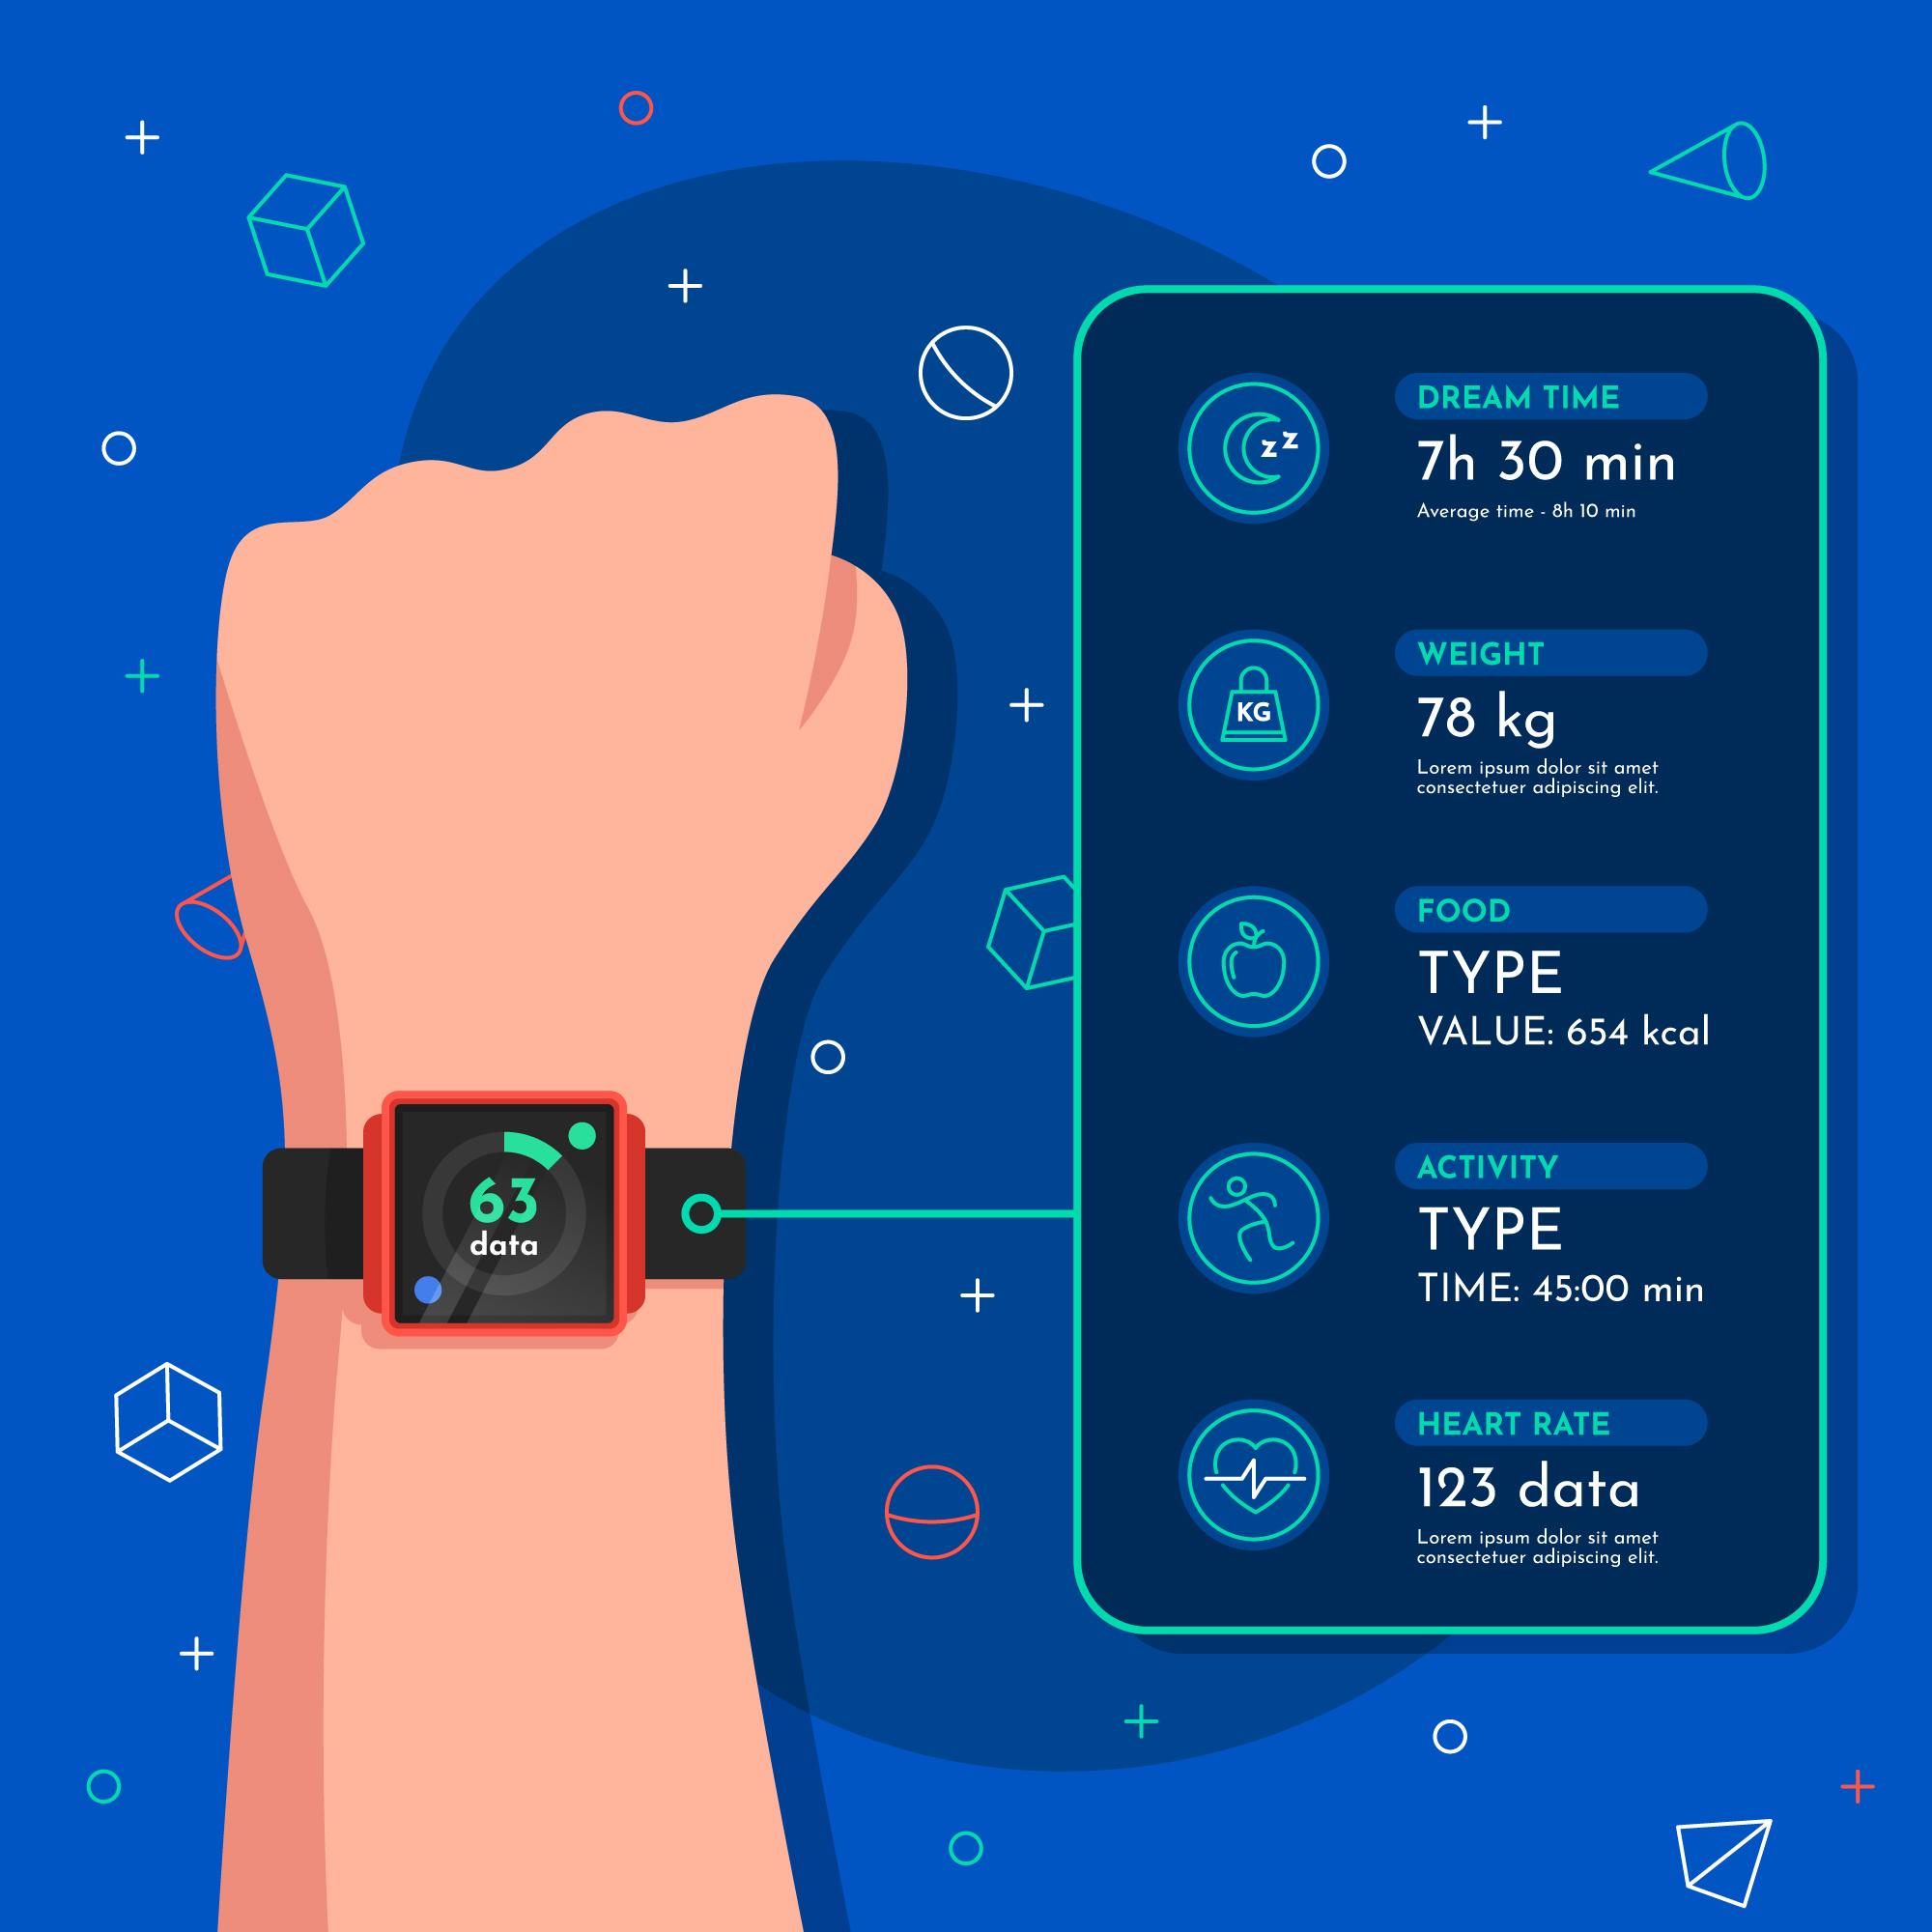 63
data
z z
DREAM TIME
7h 30 min
Average time - 8h 10 min
KG
WEIGHT
78 kg
Lorem ipsum dolor sit amet
consectetuer adipiscing elit.
FOOD
TYPE
VALUE: 654 kcal
ACTIVITY
TYPE
TIME: 45:00 min
HEART RATE
123 data
Lorem ipsum dolor sit amet
consectetuer adipiscing elit.